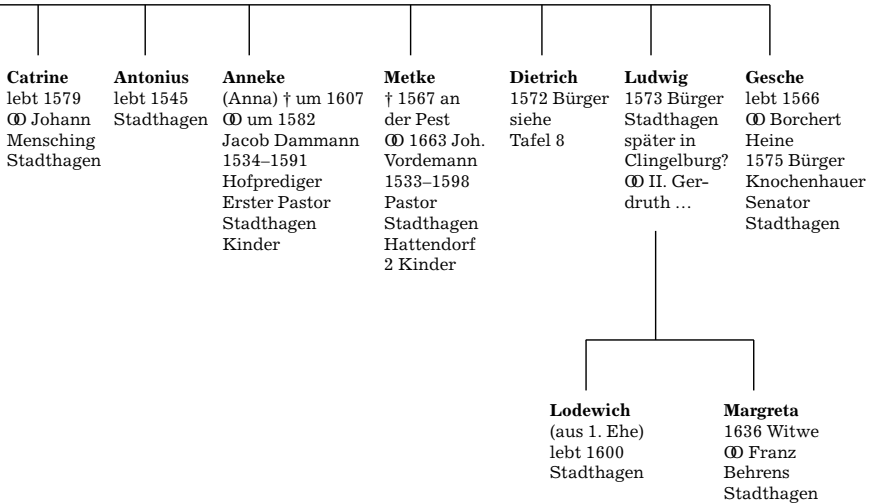 Catrine
lebt 1579
⚭ Johann
Mensching
Stadthagen
Antonius
lebt 1545
Stadthagen
Anneke
(Anna) † um 1607
⚭ um 1582
Jacob Dammann
1534–1591
Hofprediger
Erster Pastor
Stadthagen
Kinder
Metke
† 1567 an
der Pest
⚭ 1663 Joh.
Vordemann
1533–1598
Pastor
Stadthagen
Hattendorf
2 Kinder
Dietrich
1572 Bürger
siehe
Tafel 8
Ludwig
1573 Bürger
Stadthagen
später in
Clingelburg?
⚭ II. Ger-
druth ...
Gesche
lebt 1566
⚭ Borchert
Heine
1575 Bürger
Knochenhauer
Senator
Stadthagen
Lodewich
(aus 1. Ehe)
lebt 1600
Stadthagen
Margreta
1636 Witwe
⚭ Franz
Behrens
Stadthagen